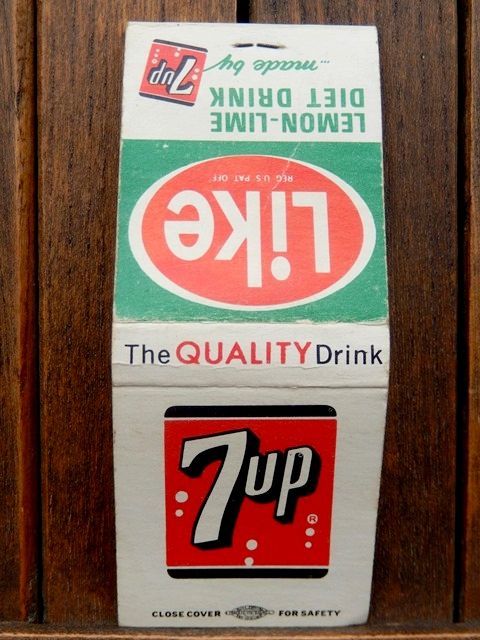 ...made by
7up
LEMON-LIME
DIET DRINK
Like
REG U.S PAT OFF
The QUALITY Drink
7up®
CLOSE COVER FOR SAFETY